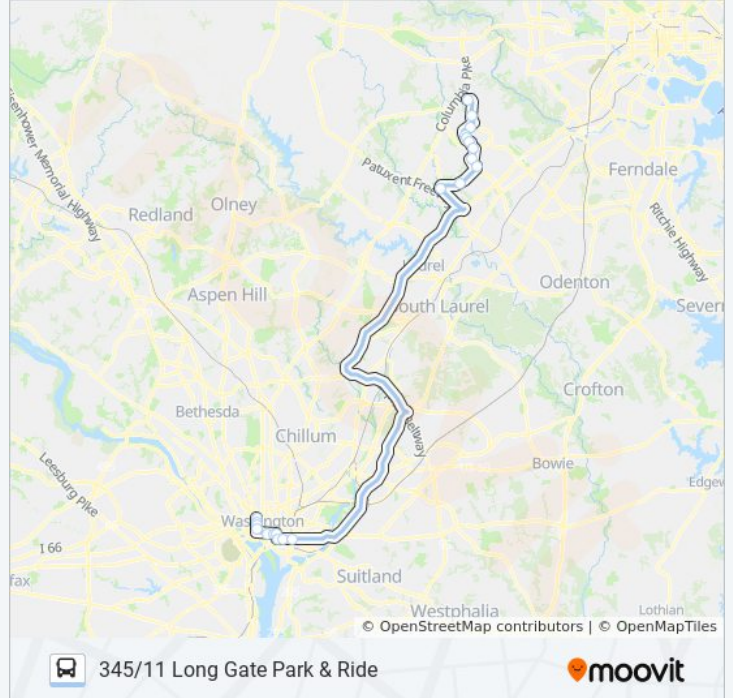 Columbia Pke
Eisenhower Memorial Highway
Patuxent Free
Ferndale
Olney
Redland
Ritchie Highway
Laurel
Odenton
Aspen Hill
South Laurel
Severn
Crofton
Bethesda
Beltway
Chillum
Bowie
Leesburg Pike
Edgew
Washington
I 66
fax
Suitland
Westphalia
Lothian
© OpenStreetMap contributors | © OpenMapTiles
345/11 Long Gate Park & Ride
moovit